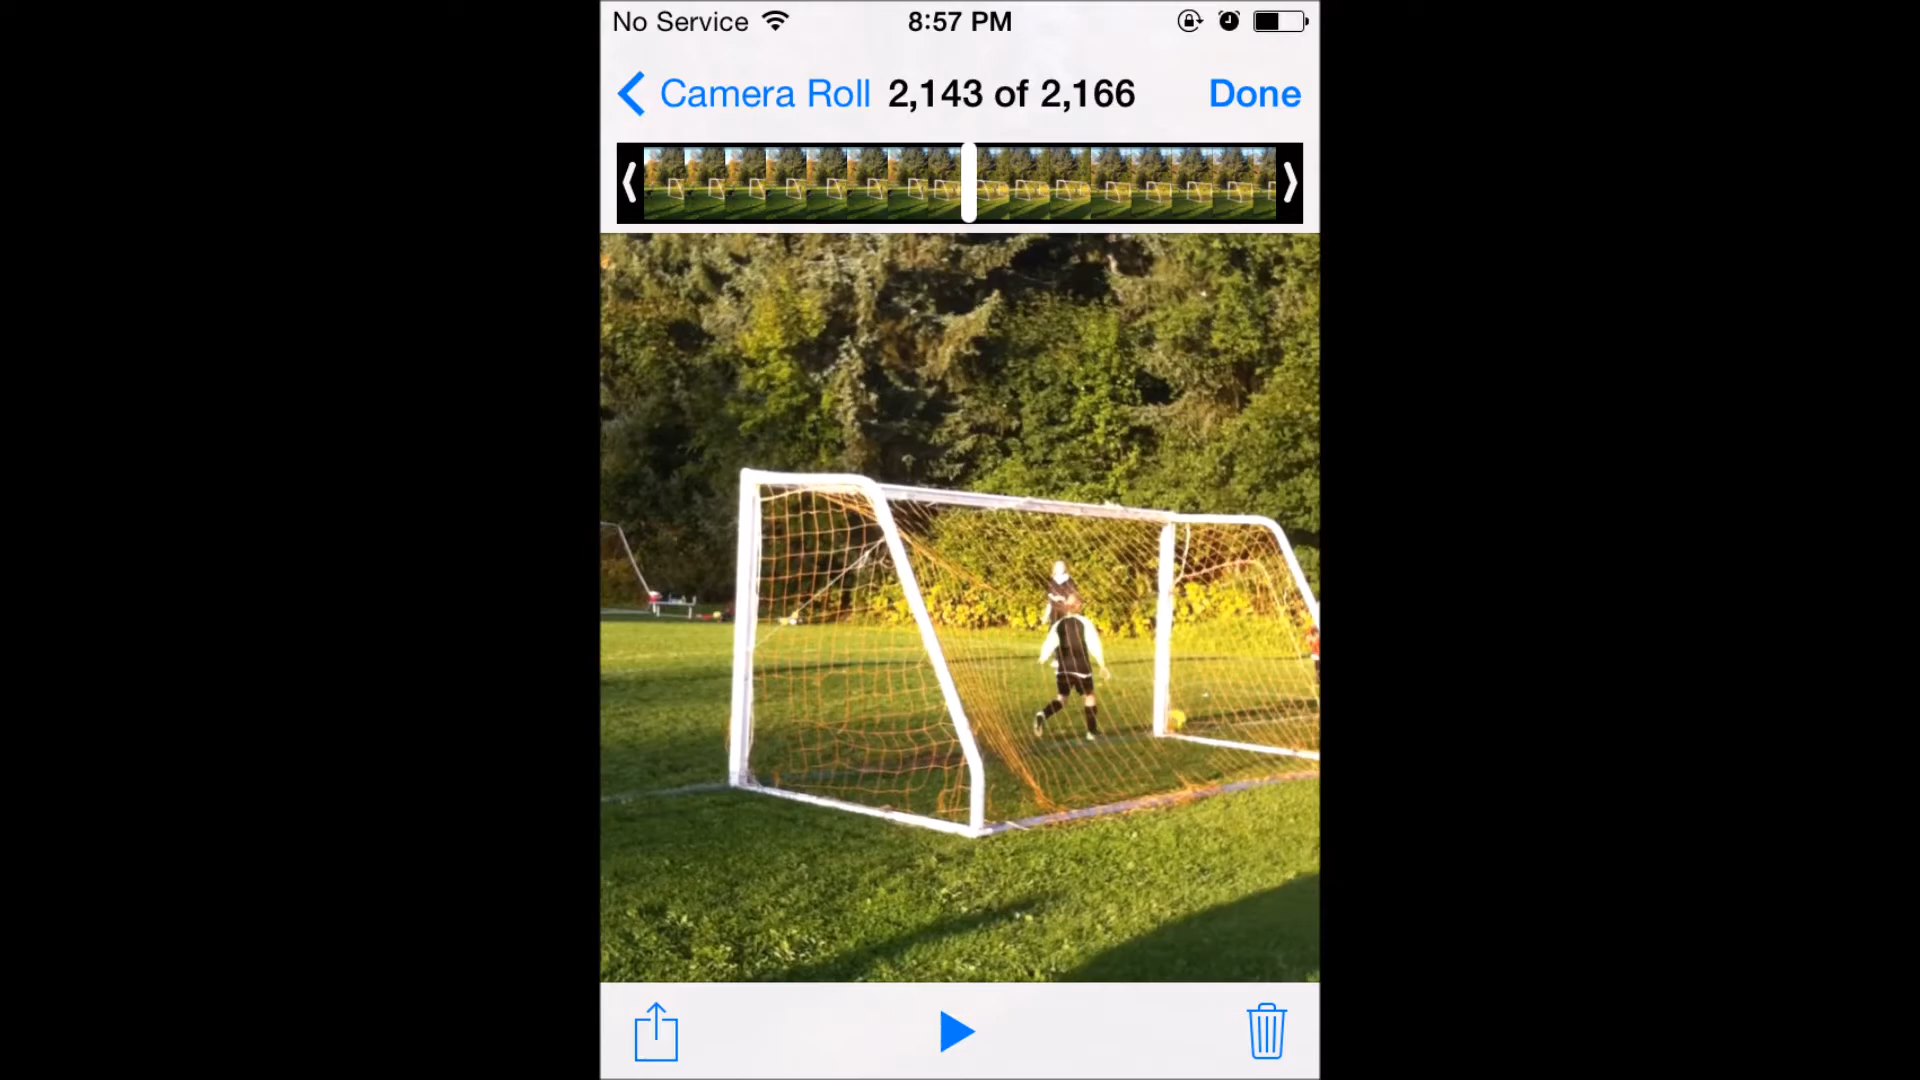 No Service 8:57 PM
Camera Roll 2,143 of 2,166 Done